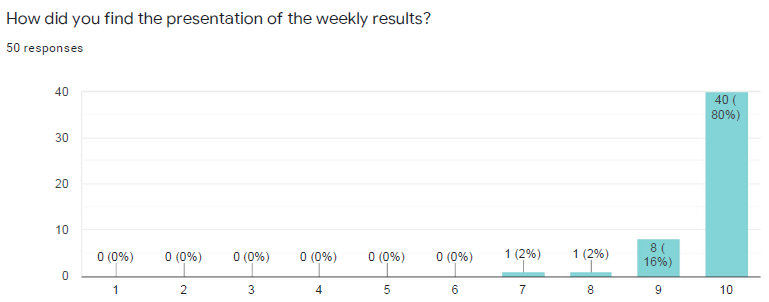 How did you find the presentation of the weekly results?
50 responses
40
30
20
10
0
0 (0%) 0 (0%) 0 (0%) 0 (0%) 0 (0%) 0 (0%) 1 (2%) 1 (2%) 8 (
16%)
40 (
80%)
1 2 3 4 5 6 7 8 9 10